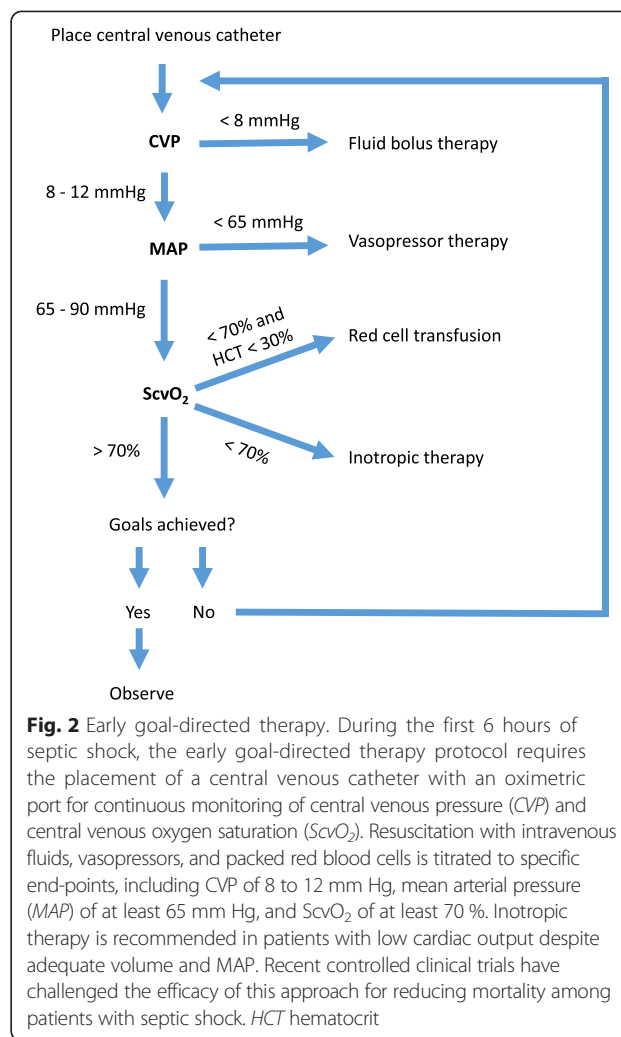 Place central venous catheter
< 8 mmHg
CVP
Fluid bolus therapy
8 - 12 mmHg
< 65 mmHg
MAP
Vasopressor therapy
65 - 90 mmHg
< 70% and
HCT < 30%
Red cell transfusion
ScvO₂
> 70%
< 70%
Inotropic therapy
Goals achieved?
Yes
No
Observe
Fig. 2 Early goal-directed therapy. During the first 6 hours of
septic shock, the early goal-directed therapy protocol requires
the placement of a central venous catheter with an oximetric
port for continuous monitoring of central venous pressure (CVP) and
central venous oxygen saturation (ScvO₂). Resuscitation with intravenous
fluids, vasopressors, and packed red blood cells is titrated to specific
end-points, including CVP of 8 to 12 mm Hg, mean arterial pressure
(MAP) of at least 65 mm Hg, and ScvO₂ of at least 70 %. Inotropic
therapy is recommended in patients with low cardiac output despite
adequate volume and MAP. Recent controlled clinical trials have
challenged the efficacy of this approach for reducing mortality among
patients with septic shock. HCT hematocrit